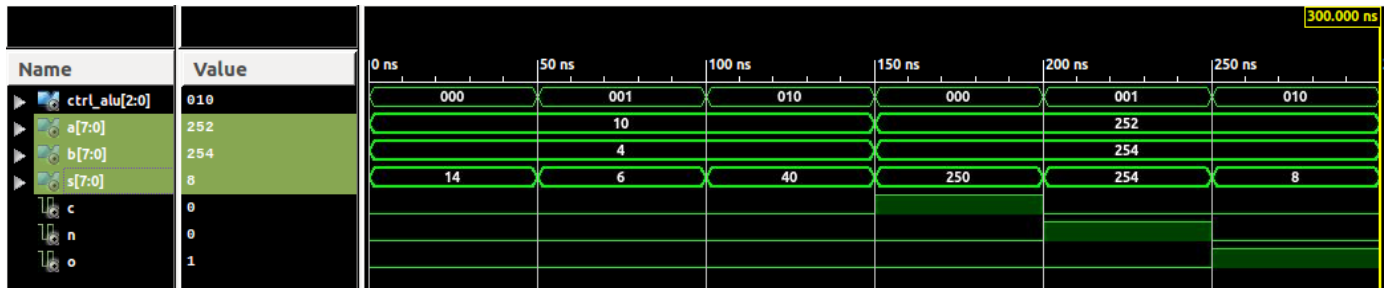 300.000 ns
Name Value 0 ns 50 ns 100 ns 150 ns 200 ns 250 ns
ctrl_alu[2:0] 010 000 001 010 000 001 010
a[7:0] 252 10 252
b[7:0] 254 4 254
s[7:0] 8 14 6 40 250 254 8
c 0
n 0
o 1